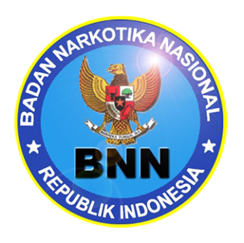 BADAN NARKOTIKA NASIONAL
BNN
REPUBLIK INDONESIA